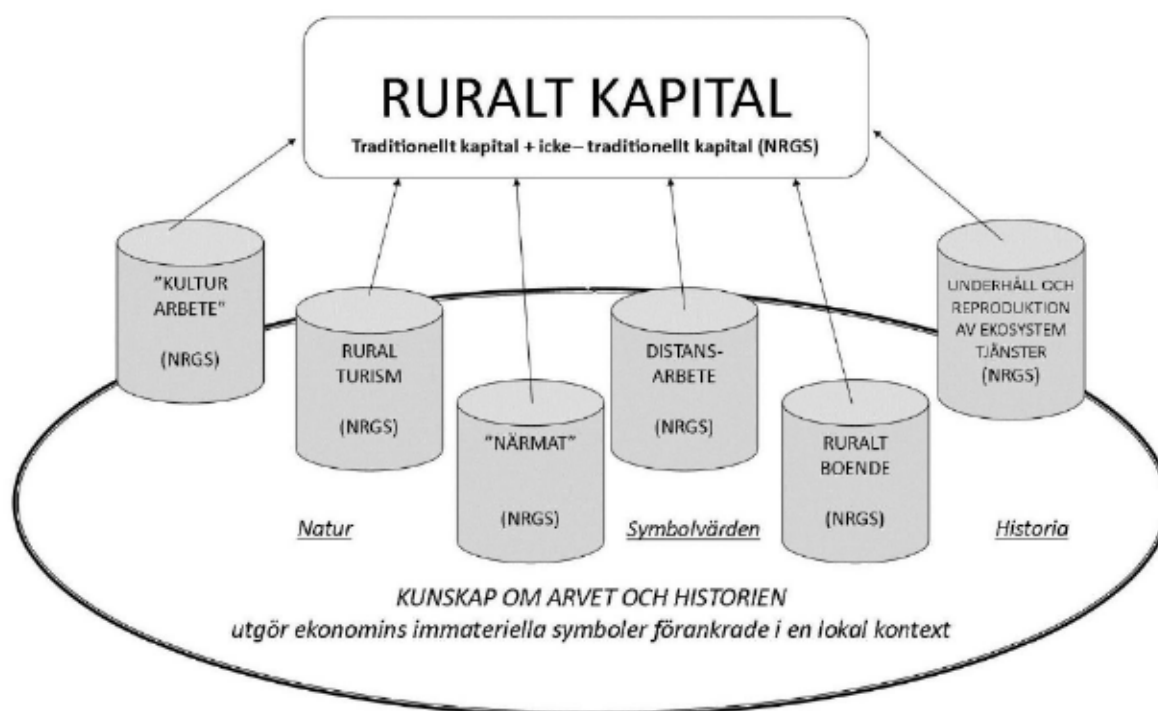 RURALT KAPITAL
Traditionellt kapital + icke– traditionellt kapital (NRGS)
”KULTUR
ARBETE”
(NRGS)
RURAL
TURISM
(NRGS)
”NÄRMAT”
(NRGS)
DISTANS-
ARBETE
(NRGS)
RURALT
BOENDE
(NRGS)
UNDERHÅLL OCH
REPRODUKTION
AV EKOSYSTEM
TJÄNSTER
(NRGS)
Natur
Symbolvärden
Historia
KUNSKAP OM ARVET OCH HISTORIEN
utgör ekonomins immateriella symboler förankrade i en lokal kontext